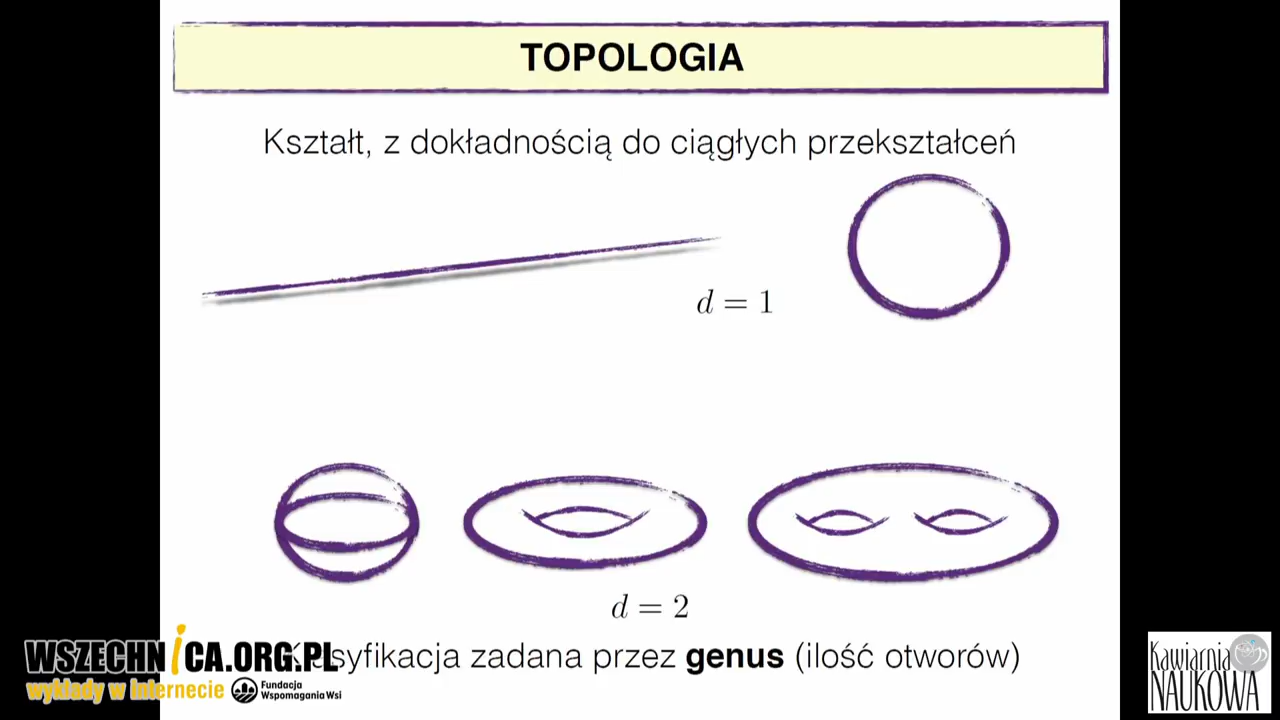 TOPOLOGIA
Kształt, z dokładnością do ciągłych przekształceń
d = 1
d = 2
zadana przez genus (ilość otworów)
WSZECHNICA.ORG.PL
wykłady w Internecie
Fundacja
Wspomagania Wsi
Kawiarnia
NAUKOWA